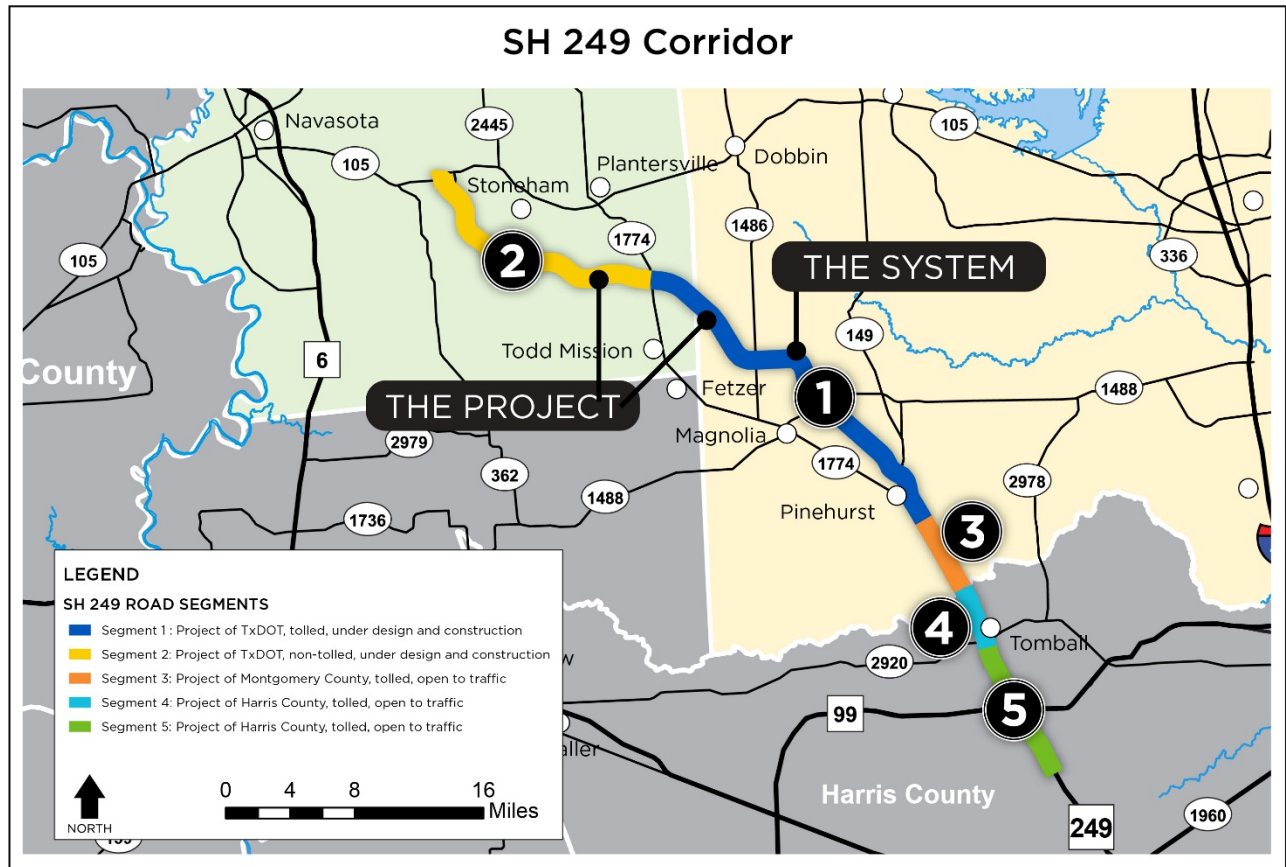 SH 249 Corridor
Navasota
2445
105
Plantersville
Dobbin
105
105
Stoneham
1774
1486
2
THE SYSTEM
336
6
Todd Mission
149
County
Fetzer
THE PROJECT
1
1488
Magnolia
2979
362
1488
1774
2978
Pinehurst
1736
3
LEGEND
SH 249 ROAD SEGMENTS
Segment 1 : Project of TxDOT, tolled, under design and construction
Segment 2: Project of TxDOT, non-tolled, under design and construction
Segment 3: Project of Montgomery County, tolled, open to traffic
Segment 4: Project of Harris County, tolled, open to traffic
Segment 5: Project of Harris County, tolled, open to traffic
NORTH
0 4 8 16
Miles
4
Tomball
2920
5
99
aller
Harris County
249
1960